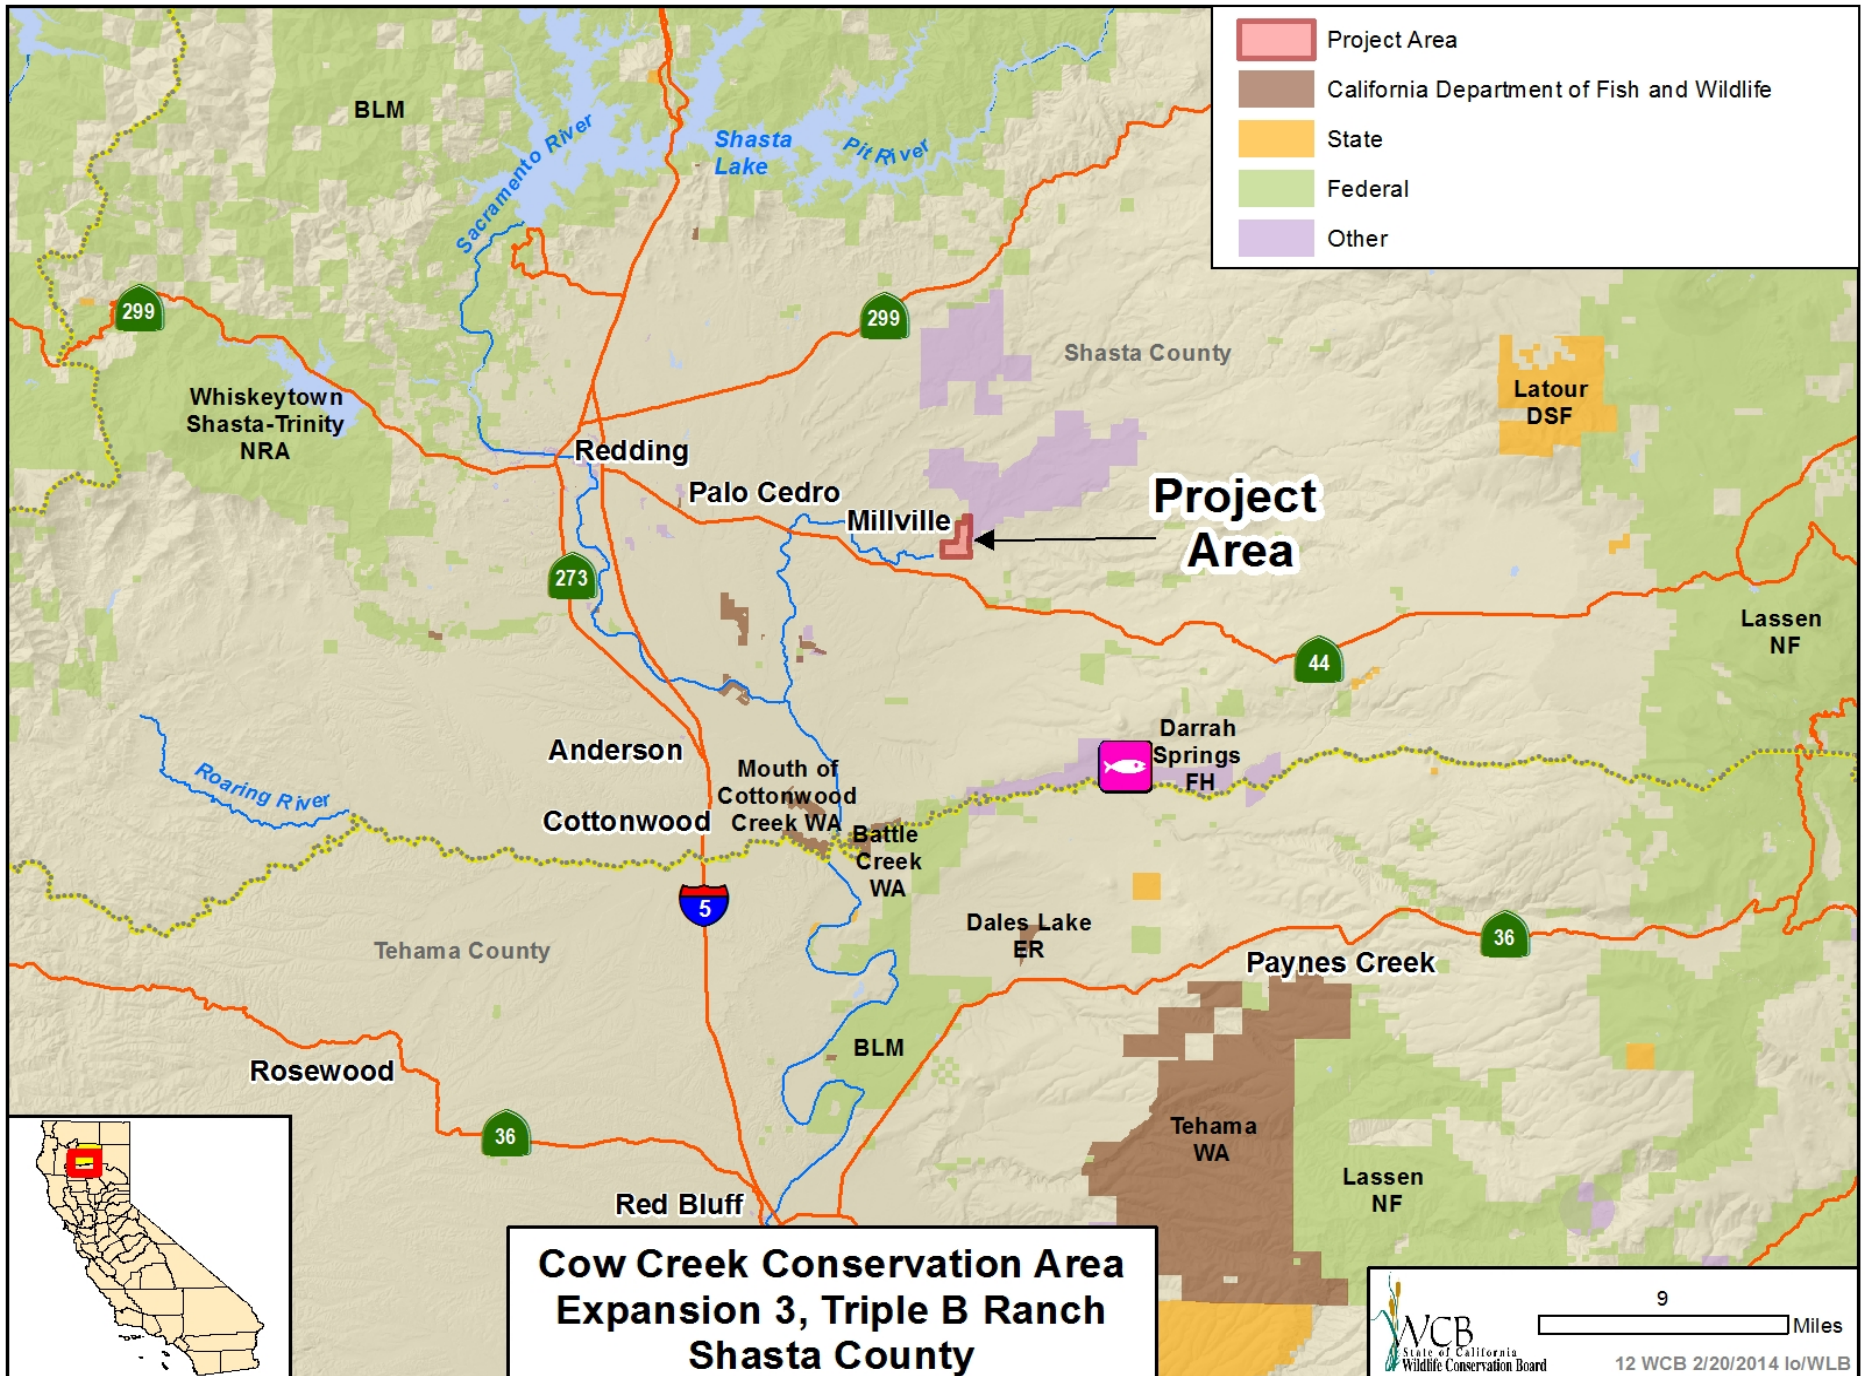 Project Area
California Department of Fish and Wildlife
State
Federal
Other
BLM
Sacramento River
Shasta
Lake
Pit River
299
299
Shasta County
Whiskeytown
Shasta-Trinity
NRA
Latour
DSF
Redding
Palo Cedro
Millville
Project
Area
273
Lassen
NF
44
Darrah
Springs
FH
Anderson
Mouth of
Cottonwood
Creek WA
Roaring River
Cottonwood
Battle
Creek
WA
5
Dales Lake
ER
36
Tehama County
Paynes Creek
BLM
Rosewood
36
Tehama
WA
Lassen
NF
Red Bluff
Cow Creek Conservation Area
Expansion 3, Triple B Ranch
Shasta County
WCB
State of California
Wildlife Conservation Board
9
Miles
12 WCB 2/20/2014 lo/WLB